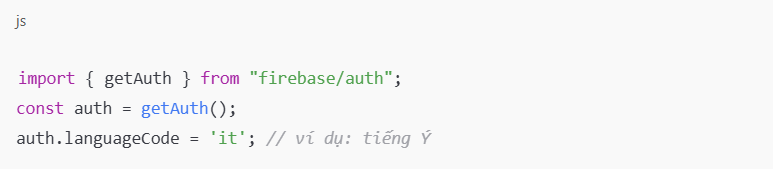 js
import { getAuth } from "firebase/auth";
const auth = getAuth();
auth.languageCode = 'it'; // ví dụ: tiếng Ý